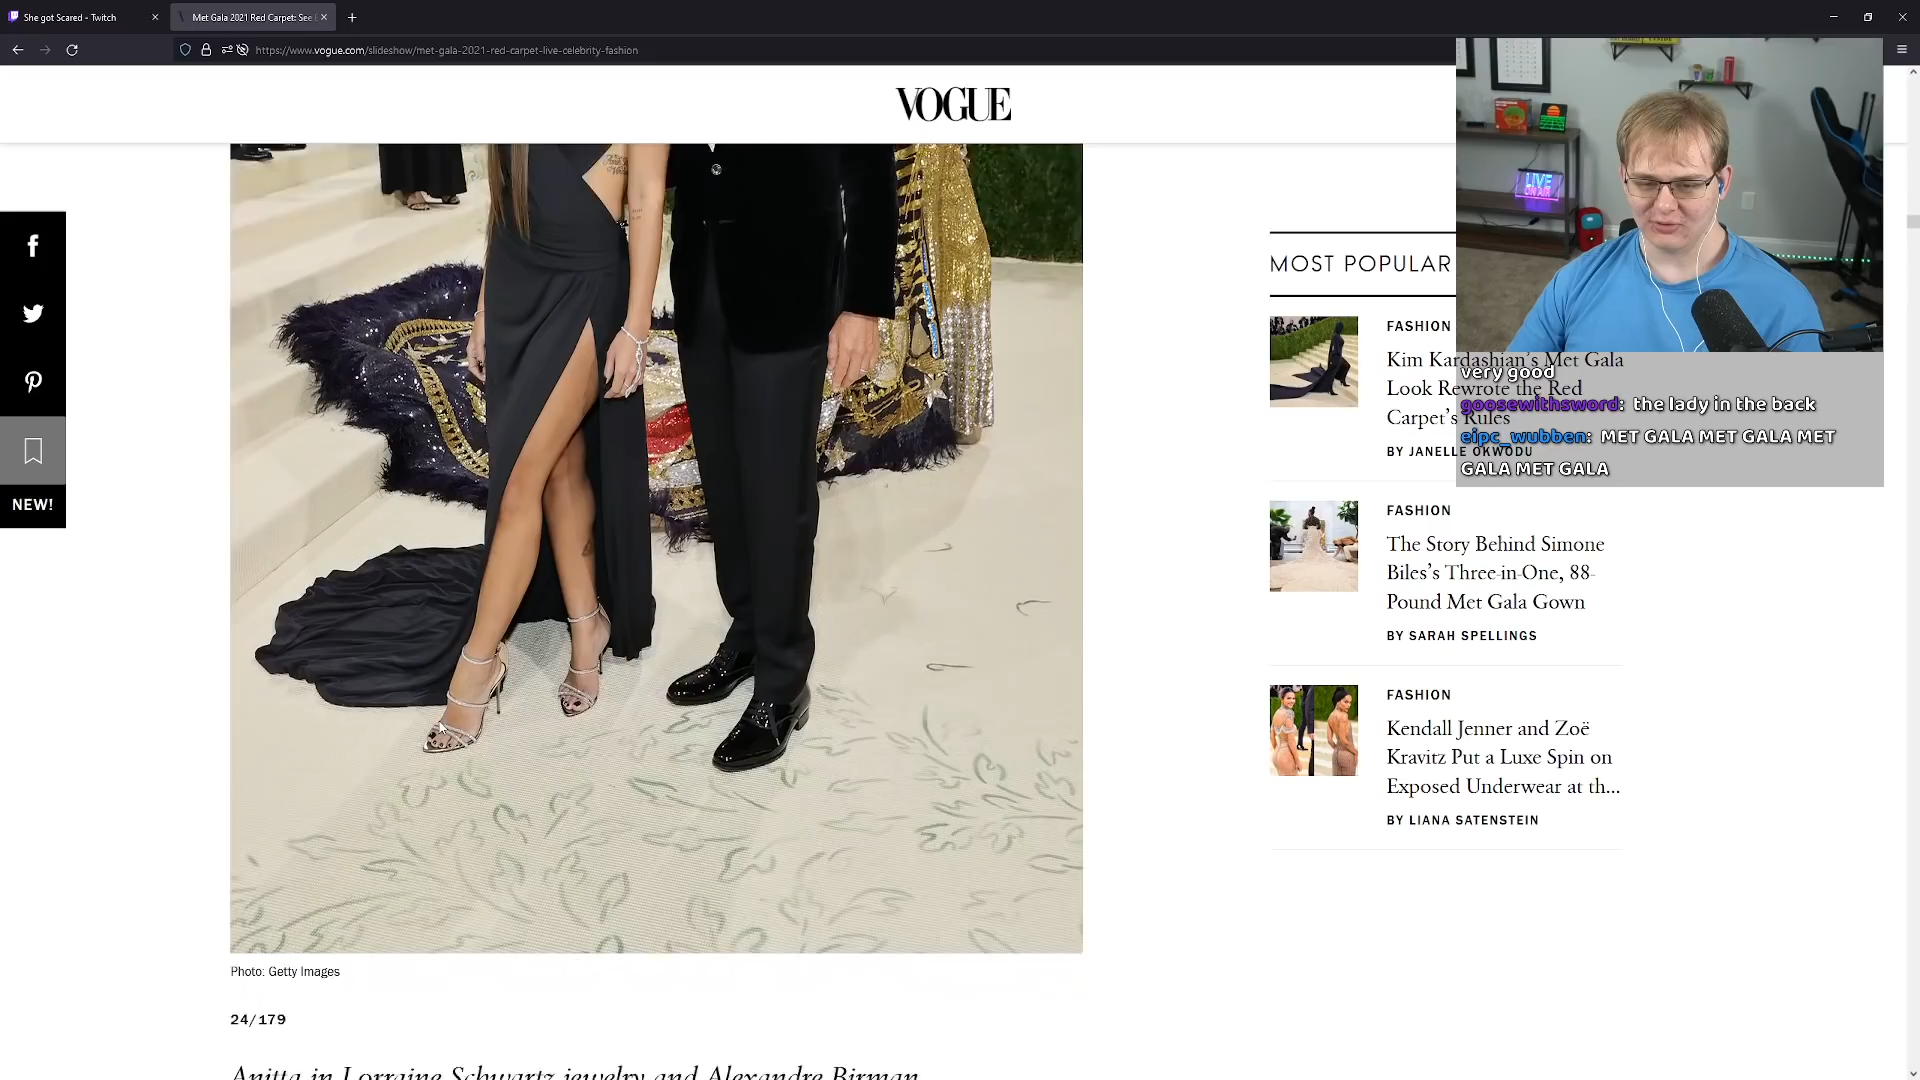 She got Scared - Twitch
Met Gala 2021 Red Carpet: See
https://www.vogue.com/slideshow/met-gala-2021-red-carpet-live-celebrity-fashion
VOGUE
LIVE
ON AIR
NEW!
MOST POPULAR
FASHION
Kim Kardashian's Met Gala
Look Rewrote the Red
Carpet's Rules
BY JANELLE OKWODU
very good
goosewithsword: the lady in the back
eipc_wubben: MET GALA MET GALA MET
GALA MET GALA
FASHION
The Story Behind Simone
Biles's Three-in-One, 88-
Pound Met Gala Gown
BY SARAH SPELLINGS
FASHION
Kendall Jenner and Zoë
Kravitz Put a Luxe Spin on
Exposed Underwear at th...
BY LIANA SATENSTEIN
Photo: Getty Images
24/179
Anitta in Lorraine Schwartz jewelry and Alexandre Birman